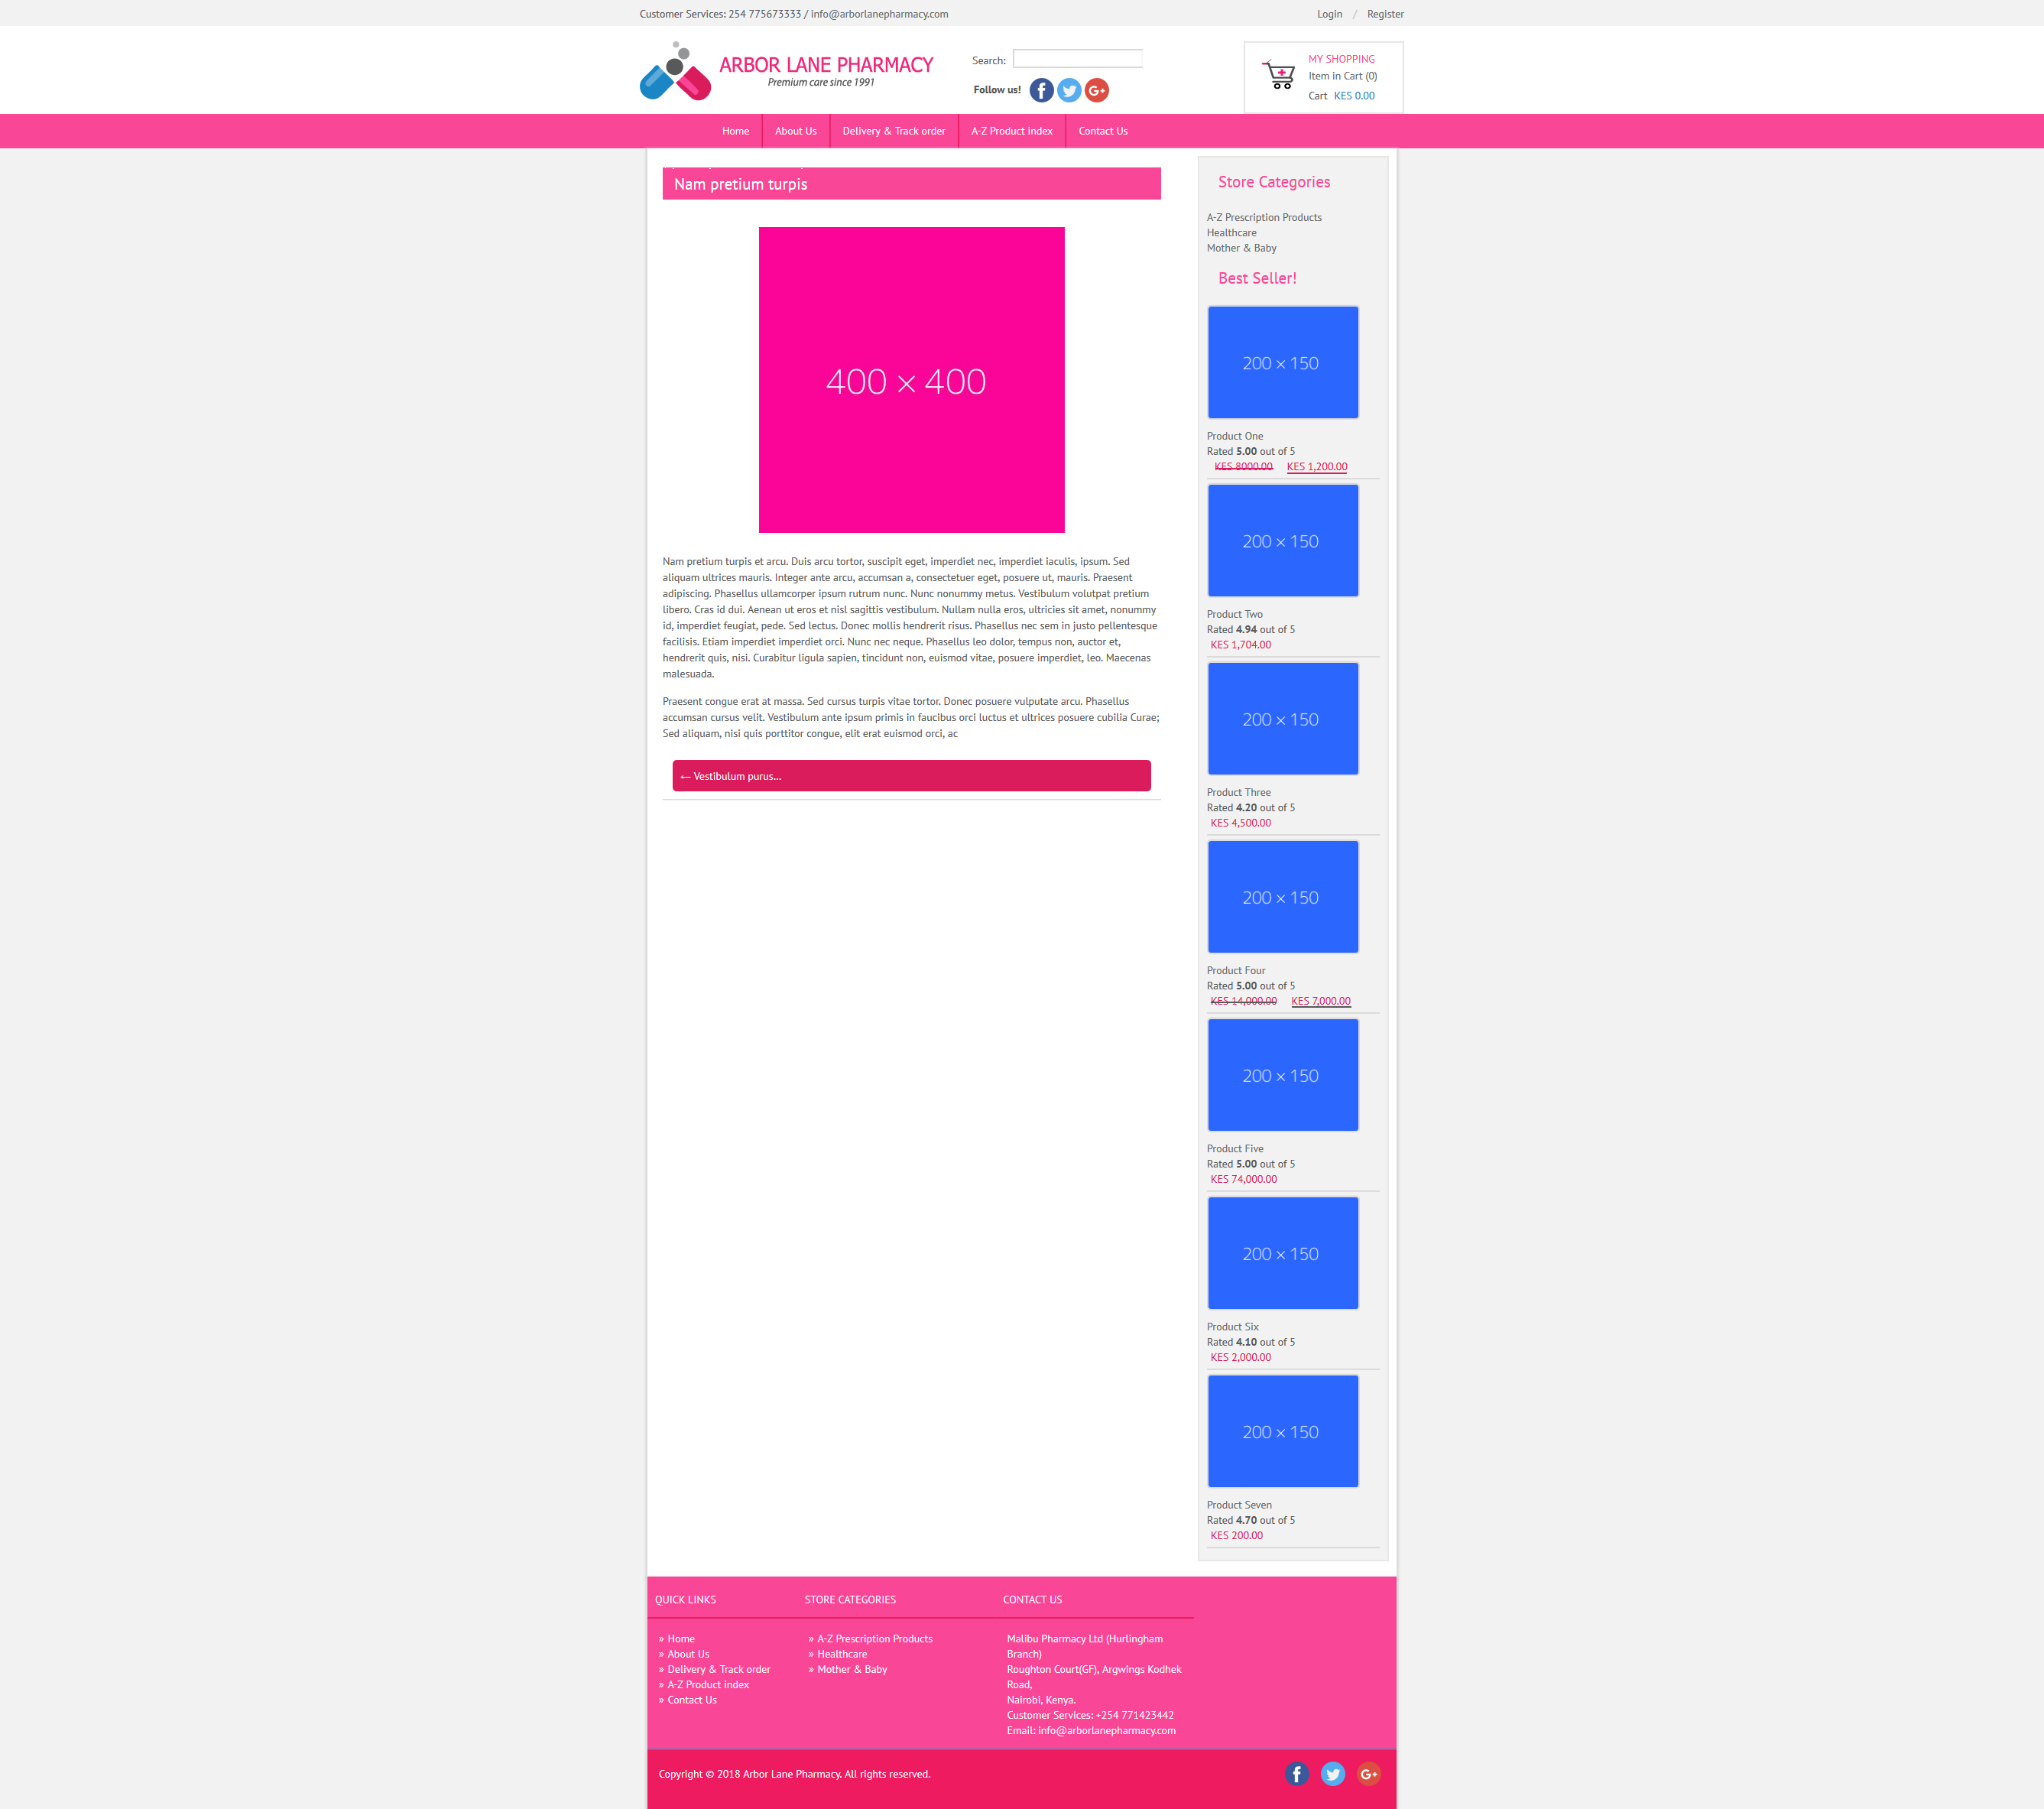 Customer Services: 254 775673333 / info@arborlanepharmacy.com
Login / Register
ARBOR LANE PHARMACY
Premium care since 1991
Search:
Follow us!
MY SHOPPING
Item in Cart (0)
Cart KES 0.00
Home
About Us
Delivery & Track order
A-Z Product index
Contact Us
Nam pretium turpis
400 × 400
Nam pretium turpis et arcu. Duis arcu tortor, suscipit eget, imperdiet nec, imperdiet iaculis, ipsum. Sed
aliquam ultrices mauris. Integer ante arcu, accumsan a, consectetuer eget, posuere ut, mauris. Praesent
adipiscing. Phasellus ullamcorper ipsum rutrum nunc. Nunc nonummy metus. Vestibulum volutpat pretium
libero. Cras id dui. Aenean ut eros et nisl sagittis vestibulum. Nullam nulla eros, ultricies sit amet, nonummy
id, imperdiet feugiat, pede. Sed lectus. Donec mollis hendrerit risus. Phasellus nec sem in justo pellentesque
facilisis. Etiam imperdiet imperdiet orci. Nunc nec neque. Phasellus leo dolor, tempus non, auctor et,
hendrerit quis, nisi. Curabitur ligula sapien, tincidunt non, euismod vitae, posuere imperdiet, leo. Maecenas
malesuada.
Praesent congue erat at massa. Sed cursus turpis vitae tortor. Donec posuere vulputate arcu. Phasellus
accumsan cursus velit. Vestibulum ante ipsum primis in faucibus orci luctus et ultrices posuere cubilia Curae;
Sed aliquam, nisi quis porttitor congue, elit erat euismod orci, ac
← Vestibulum purus...
Store Categories
A-Z Prescription Products
Healthcare
Mother & Baby
Best Seller!
200 × 150
Product One
Rated 5.00 out of 5
KES 8000.00 KES 1,200.00
200 × 150
Product Two
Rated 4.94 out of 5
KES 1,704.00
200 × 150
Product Three
Rated 4.20 out of 5
KES 4,500.00
200 × 150
Product Four
Rated 5.00 out of 5
KES 14,000.00 KES 7,000.00
200 × 150
Product Five
Rated 5.00 out of 5
KES 74,000.00
200 × 150
Product Six
Rated 4.10 out of 5
KES 2,000.00
200 × 150
Product Seven
Rated 4.70 out of 5
KES 200.00
QUICK LINKS
» Home
» About Us
» Delivery & Track order
» A-Z Product index
» Contact Us
STORE CATEGORIES
» A-Z Prescription Products
» Healthcare
» Mother & Baby
CONTACT US
Malibu Pharmacy Ltd (Hurlingham
Branch)
Roughton Court(GF), Argwings Kodhek
Road,
Nairobi, Kenya.
Customer Services: +254 771423442
Email: info@arborlanepharmacy.com
Copyright © 2018 Arbor Lane Pharmacy. All rights reserved.